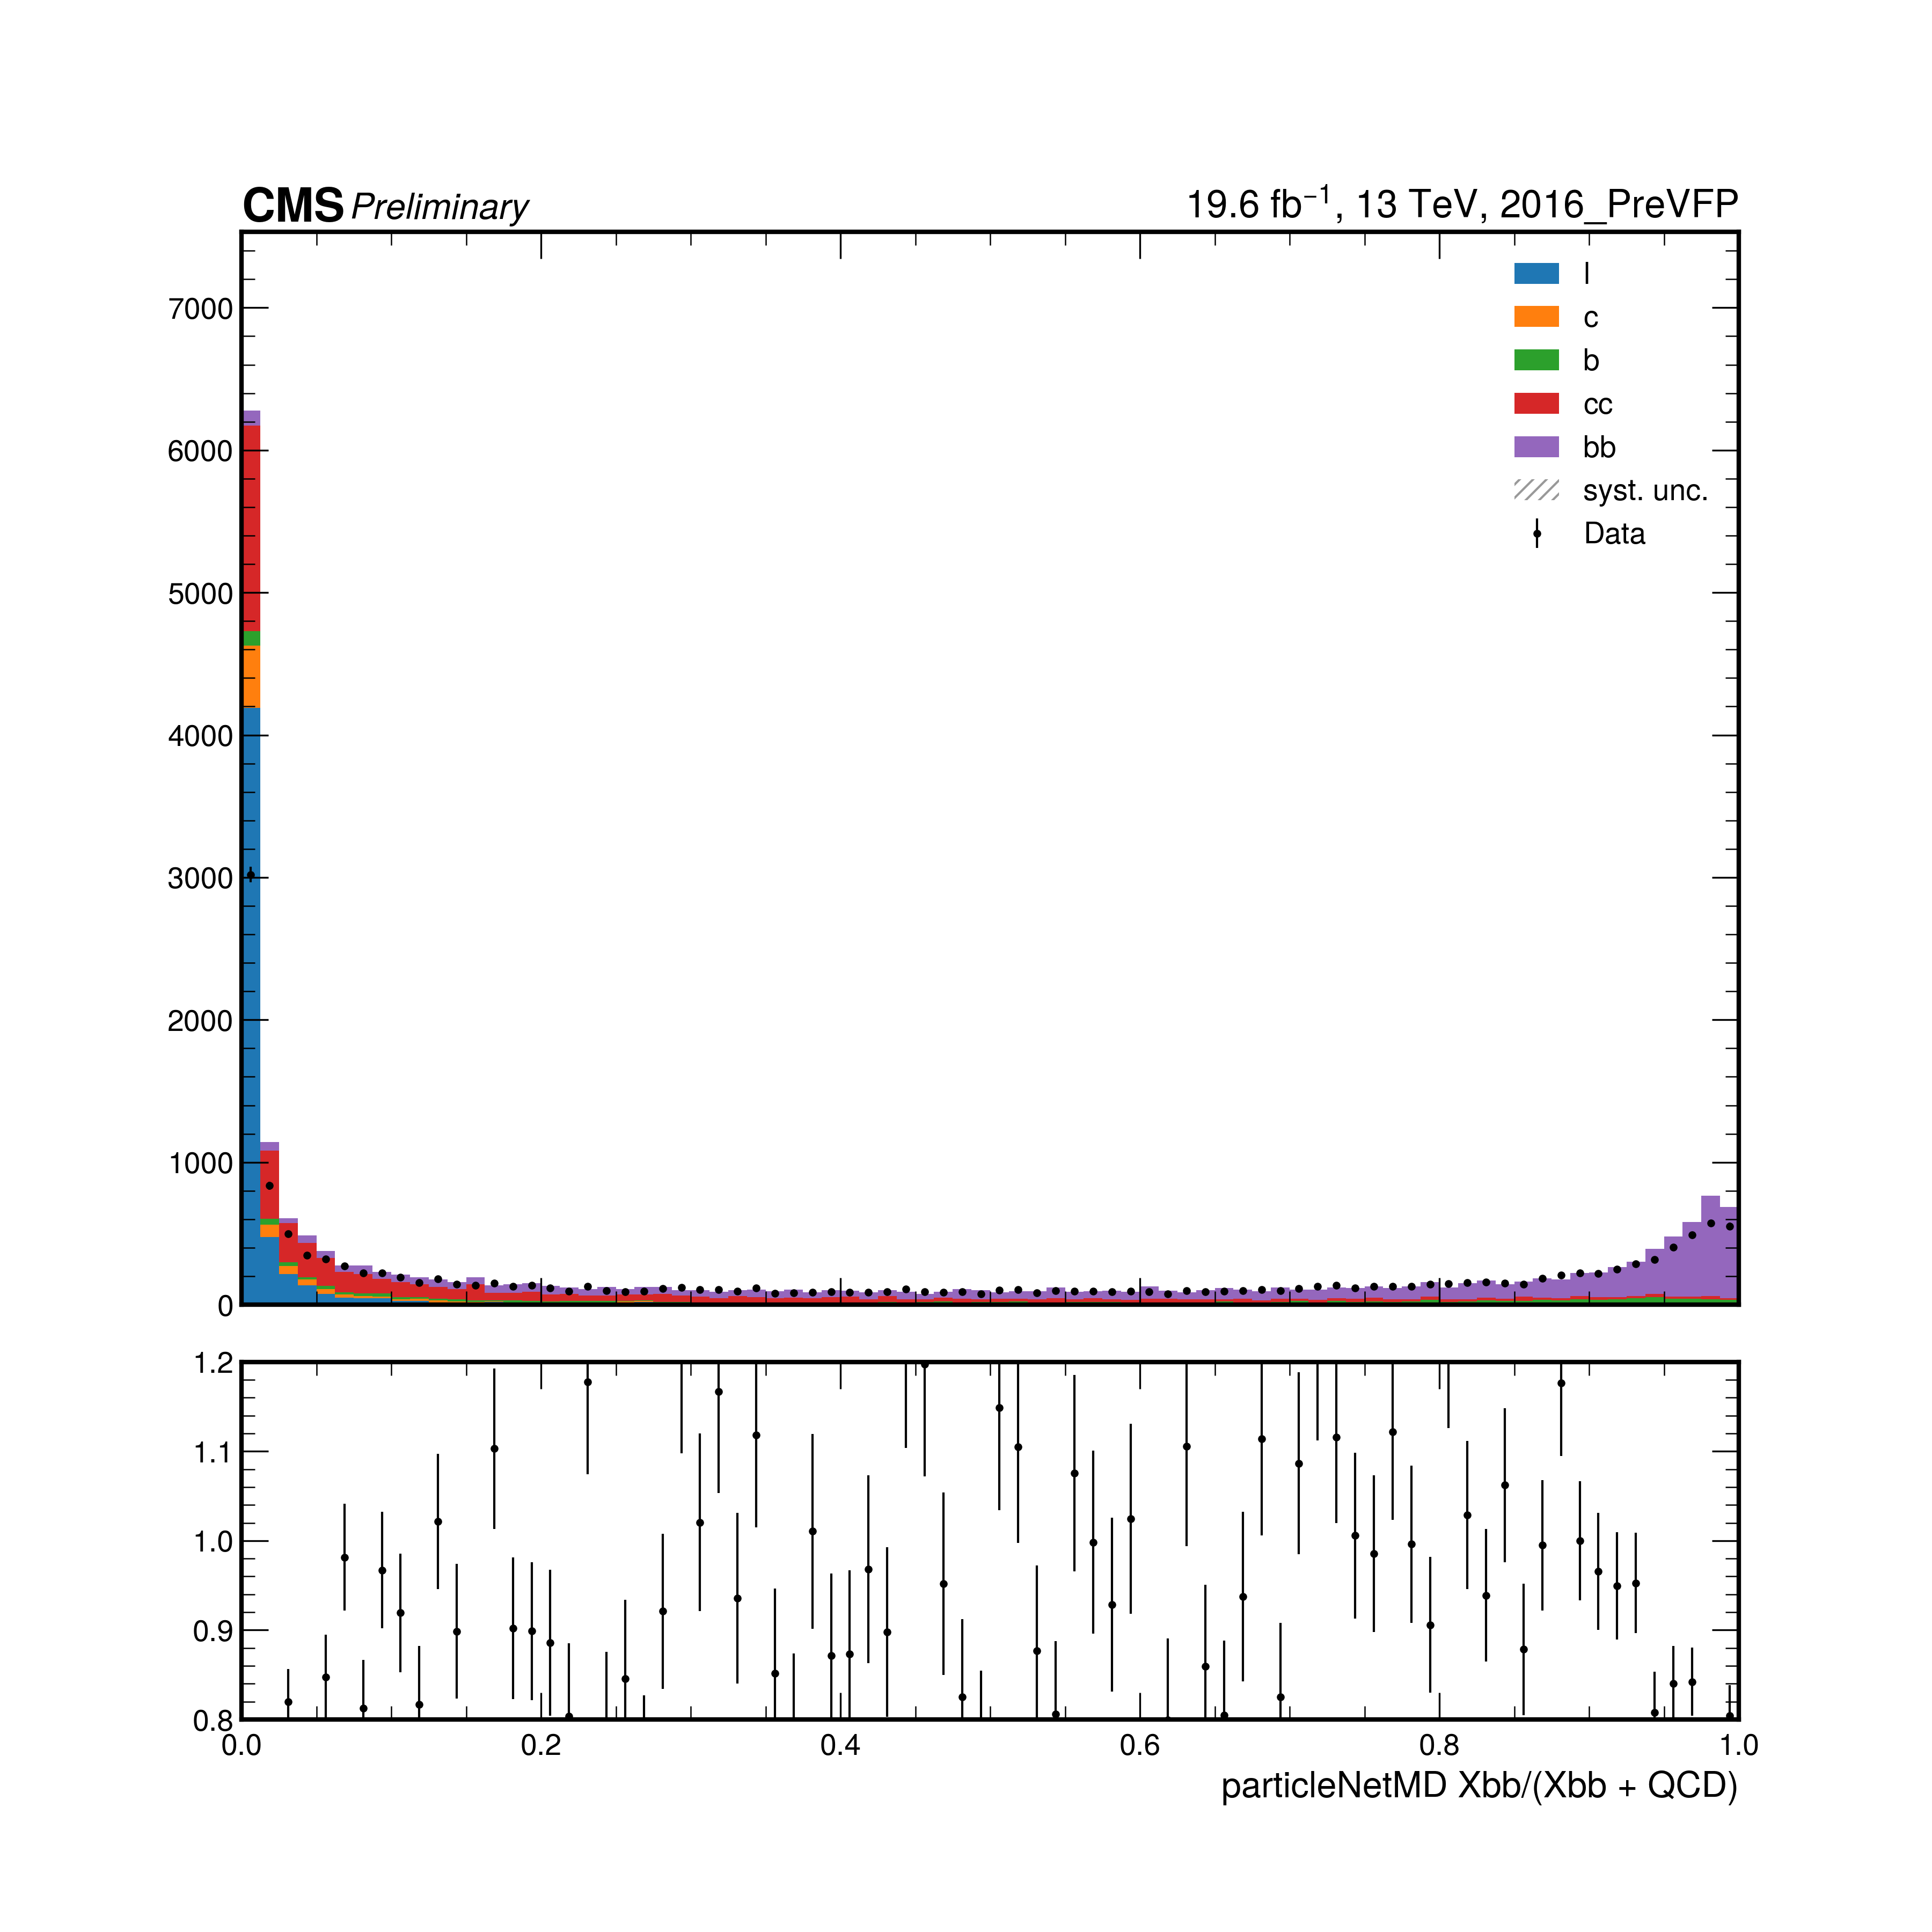 CMS Preliminary
19.6 fb⁻¹, 13 TeV, 2016_PreVFP
l
c
b
cc
bb
syst. unc.
Data
7000
6000
5000
4000
3000
2000
1000
0
1.2
1.1
1.0
0.9
0.8
0.0 0.2 0.4 0.6 0.8 1.0
particleNetMD Xbb/(Xbb + QCD)